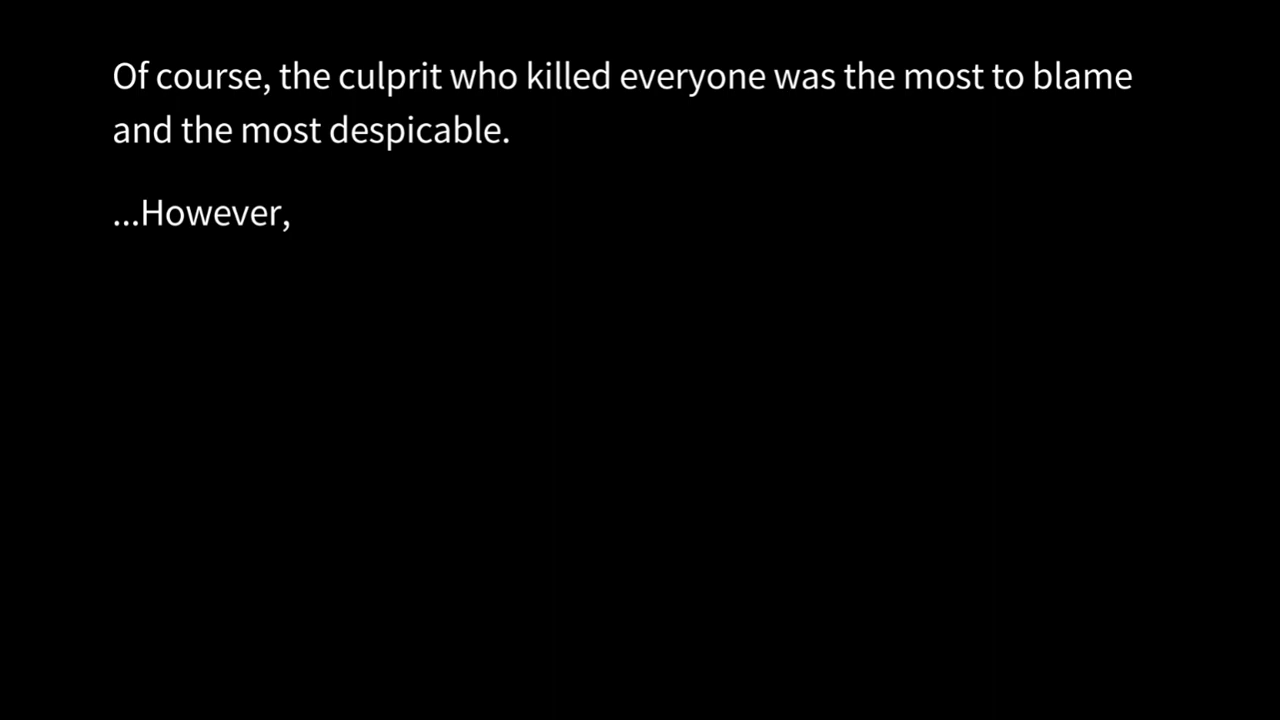 Of course, the culprit who killed everyone was the most to blame
and the most despicable.
...However,